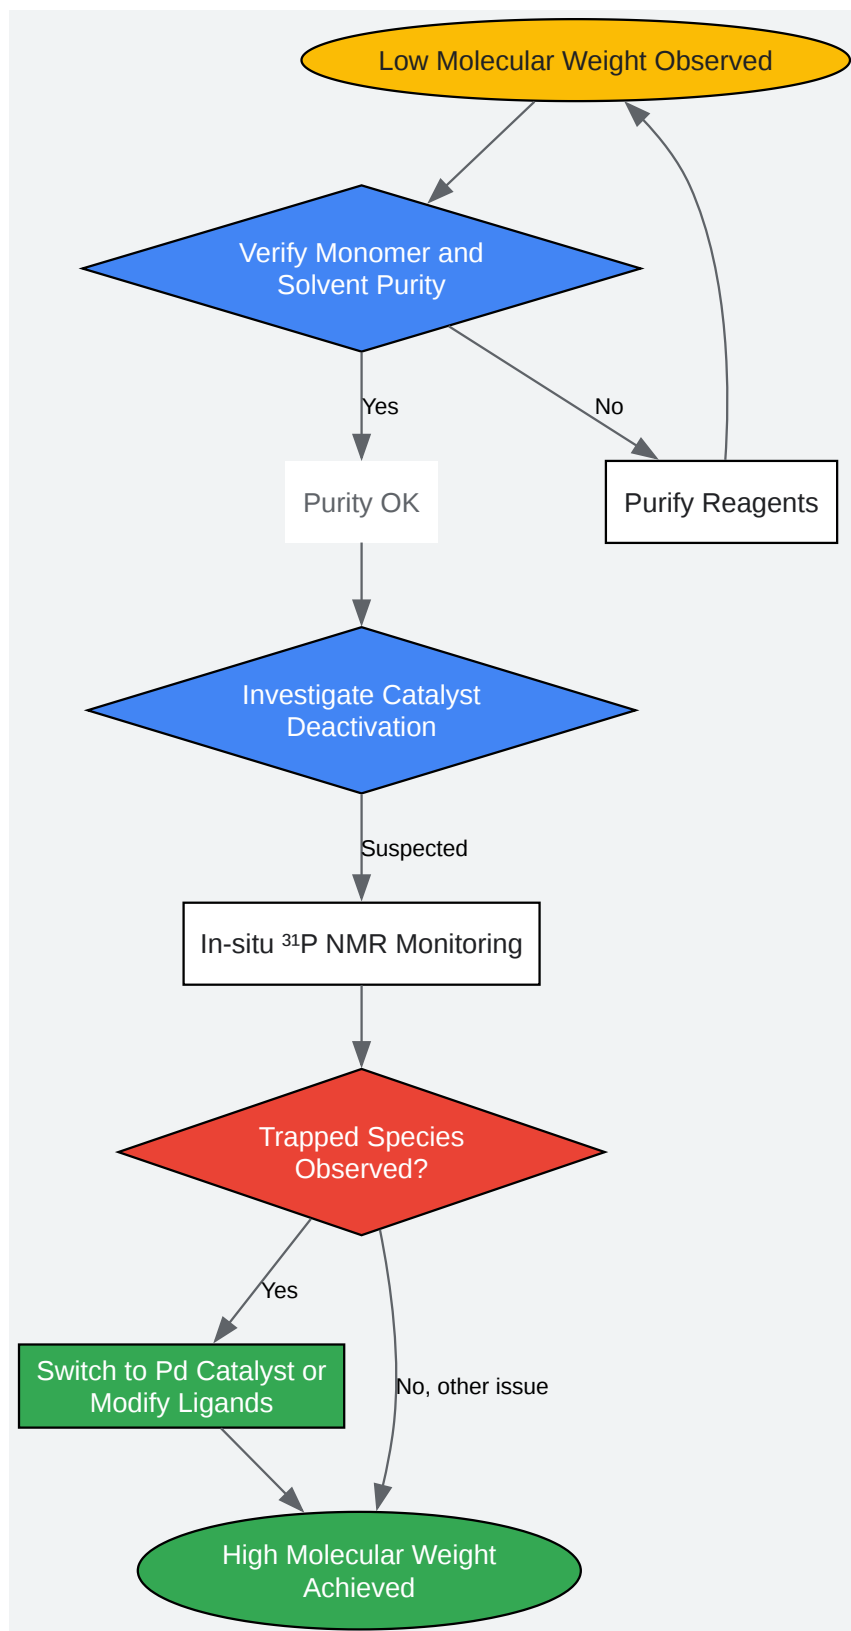 Low Molecular Weight Observed
Verify Monomer and
Solvent Purity
Yes
No
Purity OK
Purify Reagents
Investigate Catalyst
Deactivation
Suspected
In-situ ³¹P NMR Monitoring
Trapped Species
Observed?
Yes
Switch to Pd Catalyst or
Modify Ligands
No, other issue
High Molecular Weight
Achieved